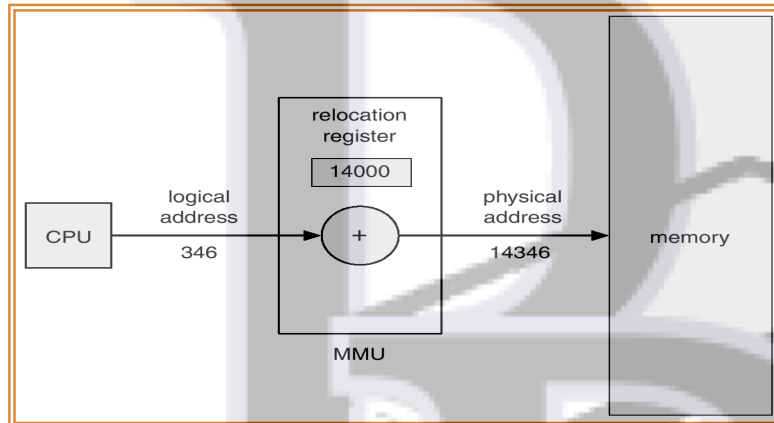 relocation
register
14000
logical
address
346
CPU
+
physical
address
14346
memory
MMU